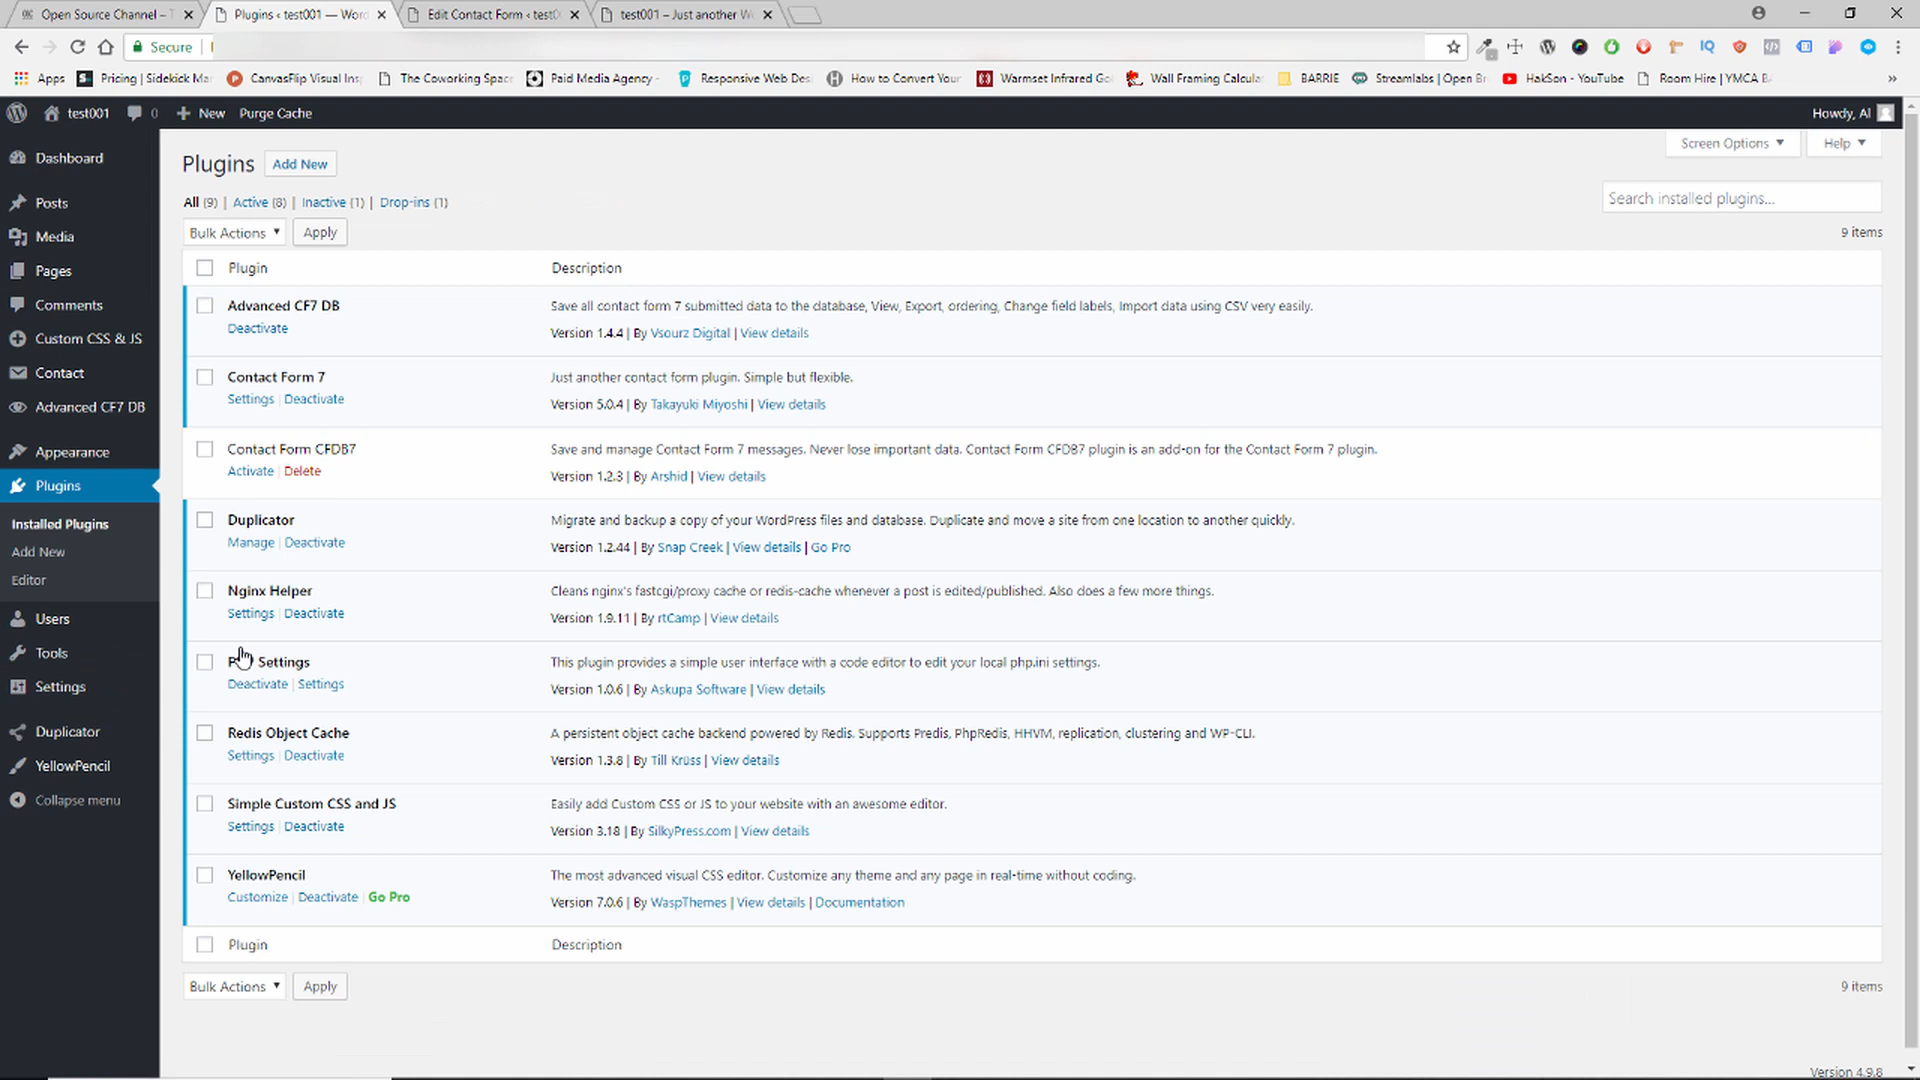 Open Source Channel – T
Plugins ‹ test001 — Wor
Edit Contact Form ‹ test0
test001 – Just another W
Secure
Apps
Pricing | Sidekick Mar
CanvasFlip Visual Ins
The Coworking Spac
Paid Media Agency -
Responsive Web Des
How to Convert Your
Warmset Infrared Go
Wall Framing Calcula
BARRIE
Streamlabs | Open Br
HakSon - YouTube
Room Hire | YMCA B
»
test001
0
New
Purge Cache
Howdy, Al
Dashboard
Posts
Media
Pages
Comments
Custom CSS & JS
Contact
Advanced CF7 DB
Appearance
Plugins
Installed Plugins
Add New
Editor
Users
Tools
Settings
Duplicator
YellowPencil
Collapse menu
Screen Options
Help
Plugins
Add New
All (9) | Active (8) | Inactive (1) | Drop-ins (1)
Search installed plugins...
Bulk Actions
Apply
9 items
Plugin
Description
Advanced CF7 DB
Deactivate
Save all contact form 7 submitted data to the database, View, Export, ordering, Change field labels, Import data using CSV very easily.
Version 1.4.4 | By Vsourz Digital | View details
Contact Form 7
Settings | Deactivate
Just another contact form plugin. Simple but flexible.
Version 5.0.4 | By Takayuki Miyoshi | View details
Contact Form CFDB7
Activate | Delete
Save and manage Contact Form 7 messages. Never lose important data. Contact Form CFDB7 plugin is an add-on for the Contact Form 7 plugin.
Version 1.2.3 | By Arshid | View details
Duplicator
Manage | Deactivate
Migrate and backup a copy of your WordPress files and database. Duplicate and move a site from one location to another quickly.
Version 1.2.44 | By Snap Creek | View details | Go Pro
Nginx Helper
Settings | Deactivate
Cleans nginx's fastcgi/proxy cache or redis-cache whenever a post is edited/published. Also does a few more things.
Version 1.9.11 | By rtCamp | View details
Settings
Deactivate | Settings
This plugin provides a simple user interface with a code editor to edit your local php.ini settings.
Version 1.0.6 | By Askupa Software | View details
Redis Object Cache
Settings | Deactivate
A persistent object cache backend powered by Redis. Supports Predis, PhpRedis, HHVM, replication, clustering and WP-CLI.
Version 1.3.8 | By Till Krüss | View details
Simple Custom CSS and JS
Settings | Deactivate
Easily add Custom CSS or JS to your website with an awesome editor.
Version 3.18 | By SilkyPress.com | View details
YellowPencil
Customize | Deactivate | Go Pro
The most advanced visual CSS editor. Customize any theme and any page in real-time without coding.
Version 7.0.6 | By WaspThemes | View details | Documentation
Plugin
Description
Bulk Actions
Apply
9 items
Version 4.9.8